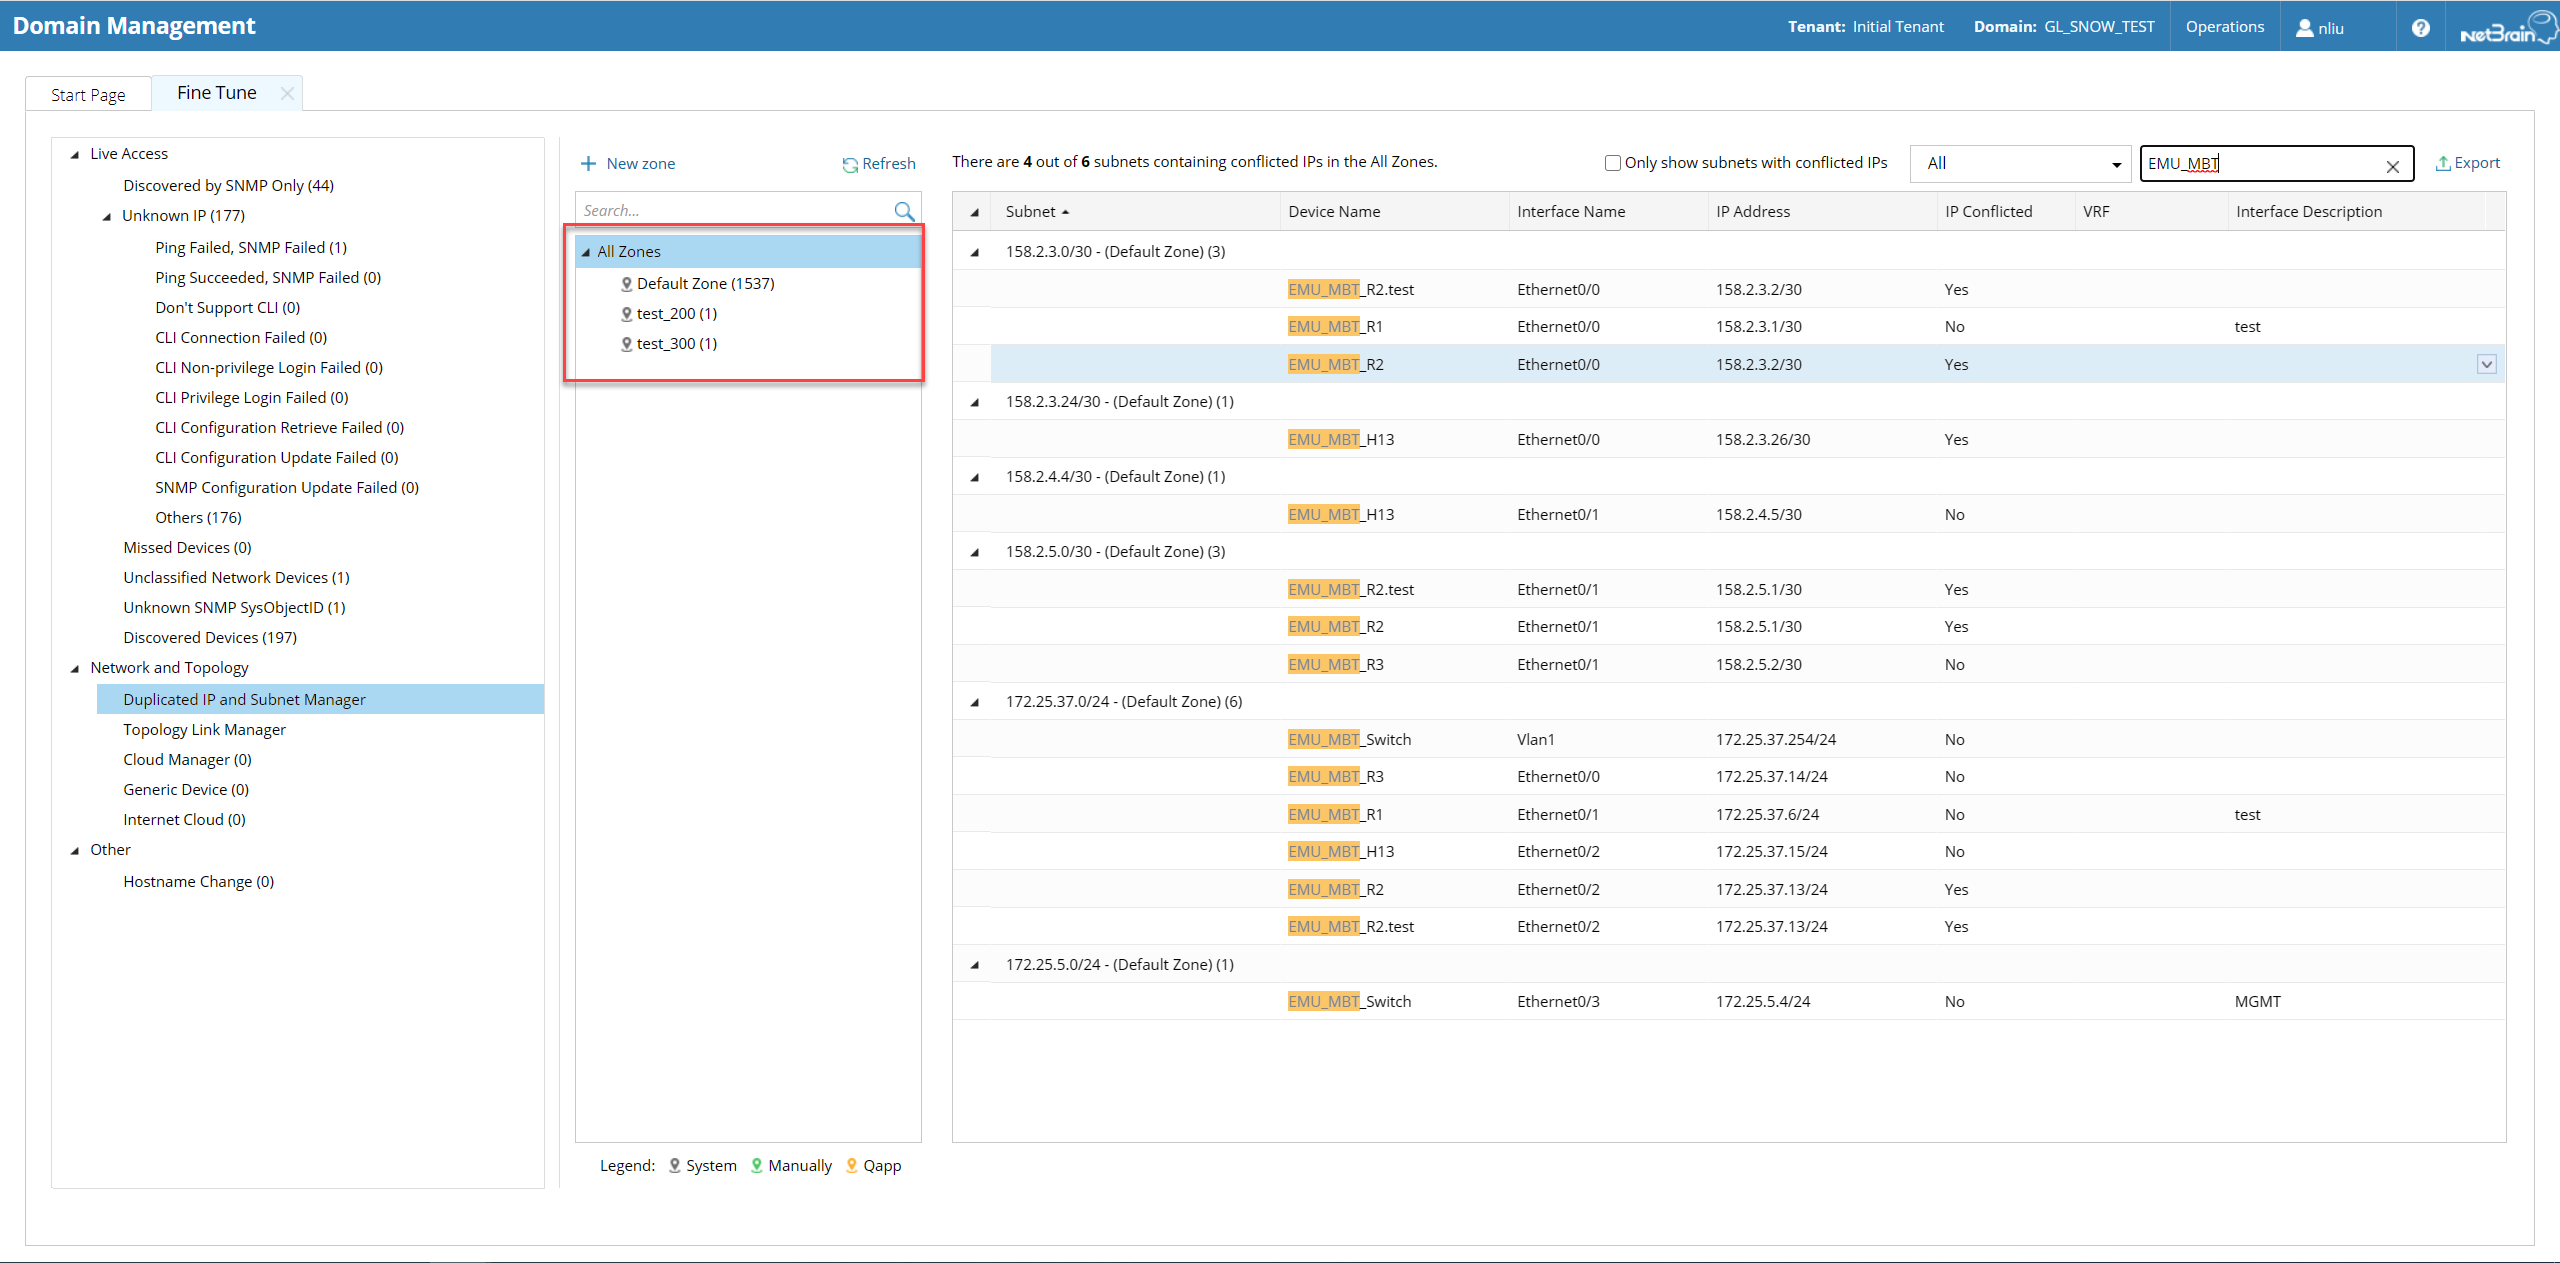 Domain Management
Tenant: Initial Tenant Domain: GL_SNOW_TEST Operations nliu ? NetBrain
Start Page Fine Tune
Live Access
Discovered by SNMP Only (44)
Unknown IP (177)
Ping Failed, SNMP Failed (1)
Ping Succeeded, SNMP Failed (0)
Don't Support CLI (0)
CLI Connection Failed (0)
CLI Non-privilege Login Failed (0)
CLI Privilege Login Failed (0)
CLI Configuration Retrieve Failed (0)
CLI Configuration Update Failed (0)
SNMP Configuration Update Failed (0)
Others (176)
Missed Devices (0)
Unclassified Network Devices (1)
Unknown SNMP SysObjectID (1)
Discovered Devices (197)
Network and Topology
Duplicated IP and Subnet Manager
Topology Link Manager
Cloud Manager (0)
Generic Device (0)
Internet Cloud (0)
Other
Hostname Change (0)
New zone Refresh
Search...
All Zones
Default Zone (1537)
test_200 (1)
test_300 (1)
Legend: System Manually Qapp
There are 4 out of 6 subnets containing conflicted IPs in the All Zones. Only show subnets with conflicted IPs All EMU_MBT Export
Subnet Device Name Interface Name IP Address IP Conflicted VRF Interface Description
158.2.3.0/30 - (Default Zone) (3)
EMU_MBT_R2.test Ethernet0/0 158.2.3.2/30 Yes
EMU_MBT_R1 Ethernet0/0 158.2.3.1/30 No test
EMU_MBT_R2 Ethernet0/0 158.2.3.2/30 Yes
158.2.3.24/30 - (Default Zone) (1)
EMU_MBT_H13 Ethernet0/0 158.2.3.26/30 Yes
158.2.4.4/30 - (Default Zone) (1)
EMU_MBT_H13 Ethernet0/1 158.2.4.5/30 No
158.2.5.0/30 - (Default Zone) (3)
EMU_MBT_R2.test Ethernet0/1 158.2.5.1/30 Yes
EMU_MBT_R2 Ethernet0/1 158.2.5.1/30 Yes
EMU_MBT_R3 Ethernet0/1 158.2.5.2/30 No
172.25.37.0/24 - (Default Zone) (6)
EMU_MBT_Switch Vlan1 172.25.37.254/24 No
EMU_MBT_R3 Ethernet0/0 172.25.37.14/24 No
EMU_MBT_R1 Ethernet0/1 172.25.37.6/24 No test
EMU_MBT_H13 Ethernet0/2 172.25.37.15/24 No
EMU_MBT_R2 Ethernet0/2 172.25.37.13/24 Yes
EMU_MBT_R2.test Ethernet0/2 172.25.37.13/24 Yes
172.25.5.0/24 - (Default Zone) (1)
EMU_MBT_Switch Ethernet0/3 172.25.5.4/24 No MGMT